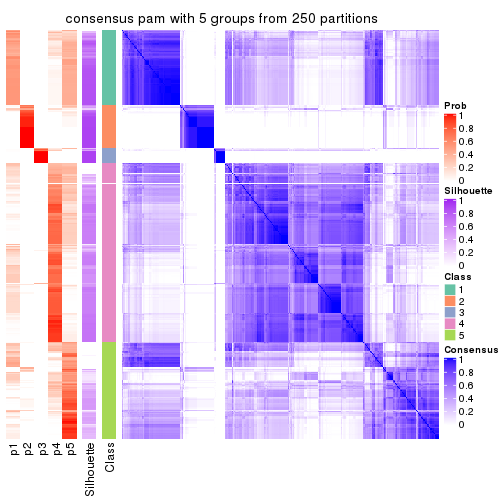 consensus pam with 5 groups from 250 partitions
Prob
1
0.8
0.6
0.4
0.2
0
Silhouette
1
0.8
0.6
0.4
0.2
0
Class
1
2
3
4
5
Consensus
1
0.8
0.6
0.4
0.2
0
p1
p2
p3
p4
p5
Silhouette
Class